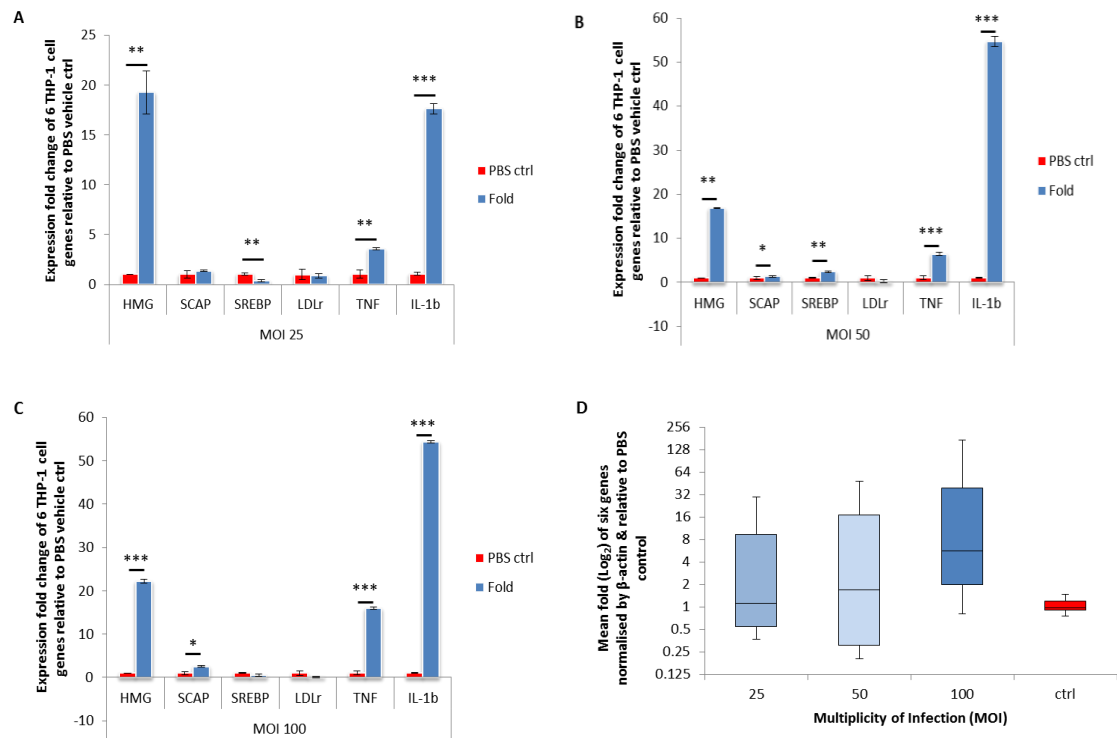 A
Expression fold change of 6 THP-1 cell
genes relative to PBS vehicle ctrl
25
20
15
10
5
0
**
**
**
***
HMG SCAP SREBP LDLr TNF IL-1b
MOI 25
PBS ctrl
Fold
B
Expression fold change of 6 THP-1 cell
genes relative to PBS vehicle ctrl
60
50
40
30
20
10
0
-10
**
*
**
***
***
HMG SCAP SREBP LDLr TNF IL-1b
MOI 50
PBS ctrl
Fold
C
Expression fold change of 6 THP-1 cell
genes relative to PBS vehicle ctrl
60
50
40
30
20
10
0
-10
***
*
***
***
HMG SCAP SREBP LDLr TNF IL-1b
MOI 100
PBS ctrl
Fold
D
Mean fold (Log₂) of six genes
normalised by β-actin & relative to PBS
control
256
128
64
32
16
8
4
2
1
0.5
0.25
0.125
25 50 100 ctrl
Multiplicity of Infection (MOI)